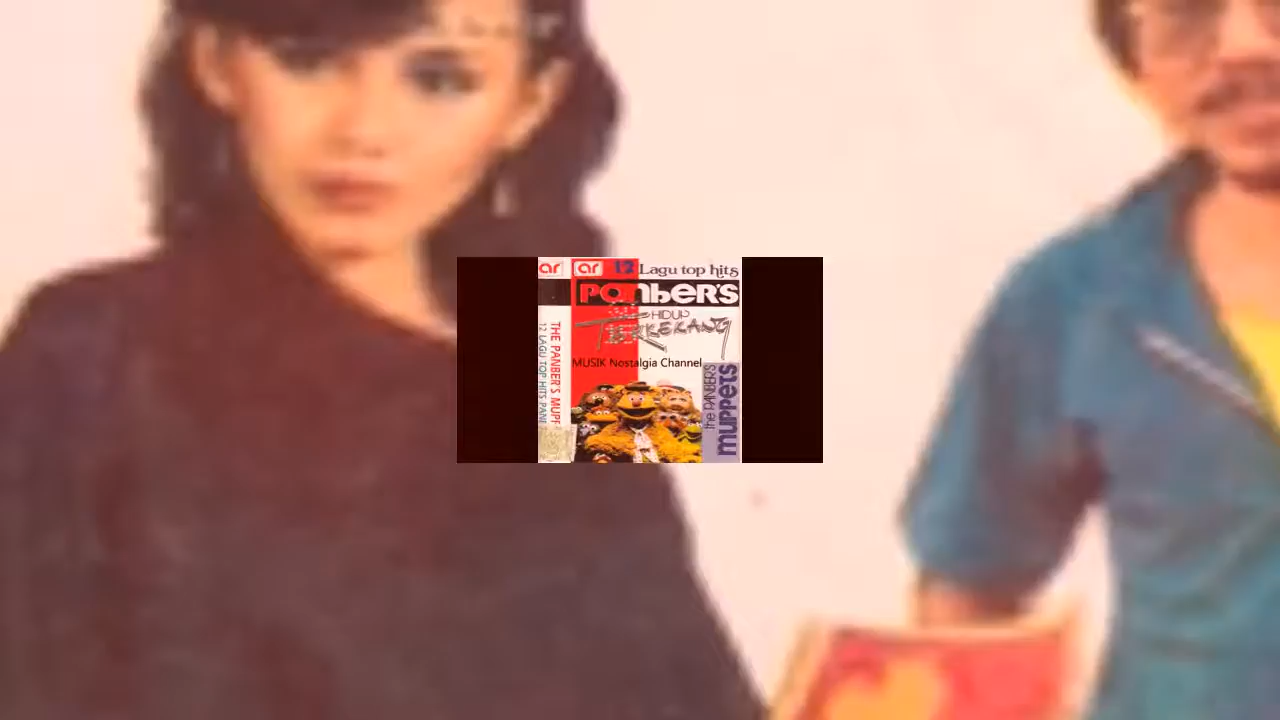 ar
ar 12 Lagu top hits
PANBER'S
HIDUP
TERKEKANG
MUSIK Nostalgia Channel
THE PANBER'S MUPP
12 LAGU TOP HITS PAN
the PANBER'S
muppets